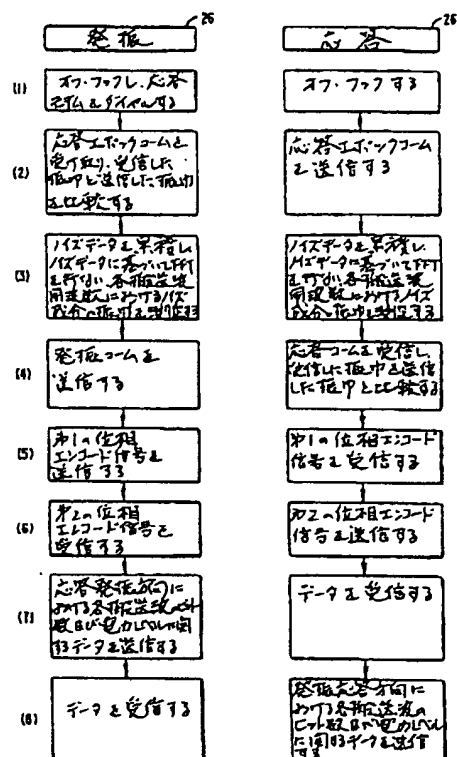 26
26
発振
応答
(1)
オフ・フックし、応答
モデムをダイヤルする
オフ・フックする
(2)
応答エポックコームを
受け取り、受信した
振巾と送信した振巾
を比較する
応答エポックコーム
を送信する
(3)
ノイズデータを累積し、
ノイズデータに基づいてFFT
を行ない、各搬送波
周波数におけるノイズ
成分の振巾を
ノイズデータを累積し、
ノイズデータに基づいてFFT
を行ない、各搬送波
周波数におけるノイズ
成分の振巾を
(4)
発振コームを
送信する
応答コームを受信し、
受信した振巾を送信
した振巾と比較する
(5)
第1の位相
エンコード信号を
送信する
第1の位相エンコード
信号を受信する
(6)
第2の位相
エンコード信号を
受信する
第2の位相エンコード
信号を送信する
(7)
応答発振方向に
おける各搬送波のビット
数及び電力レベルに関
するデータを送信する
データを受信する
(8)
データを受信する
発振応答方向に
おける各搬送波の
ビット数及び電力レベル
に関するデータを送信
する